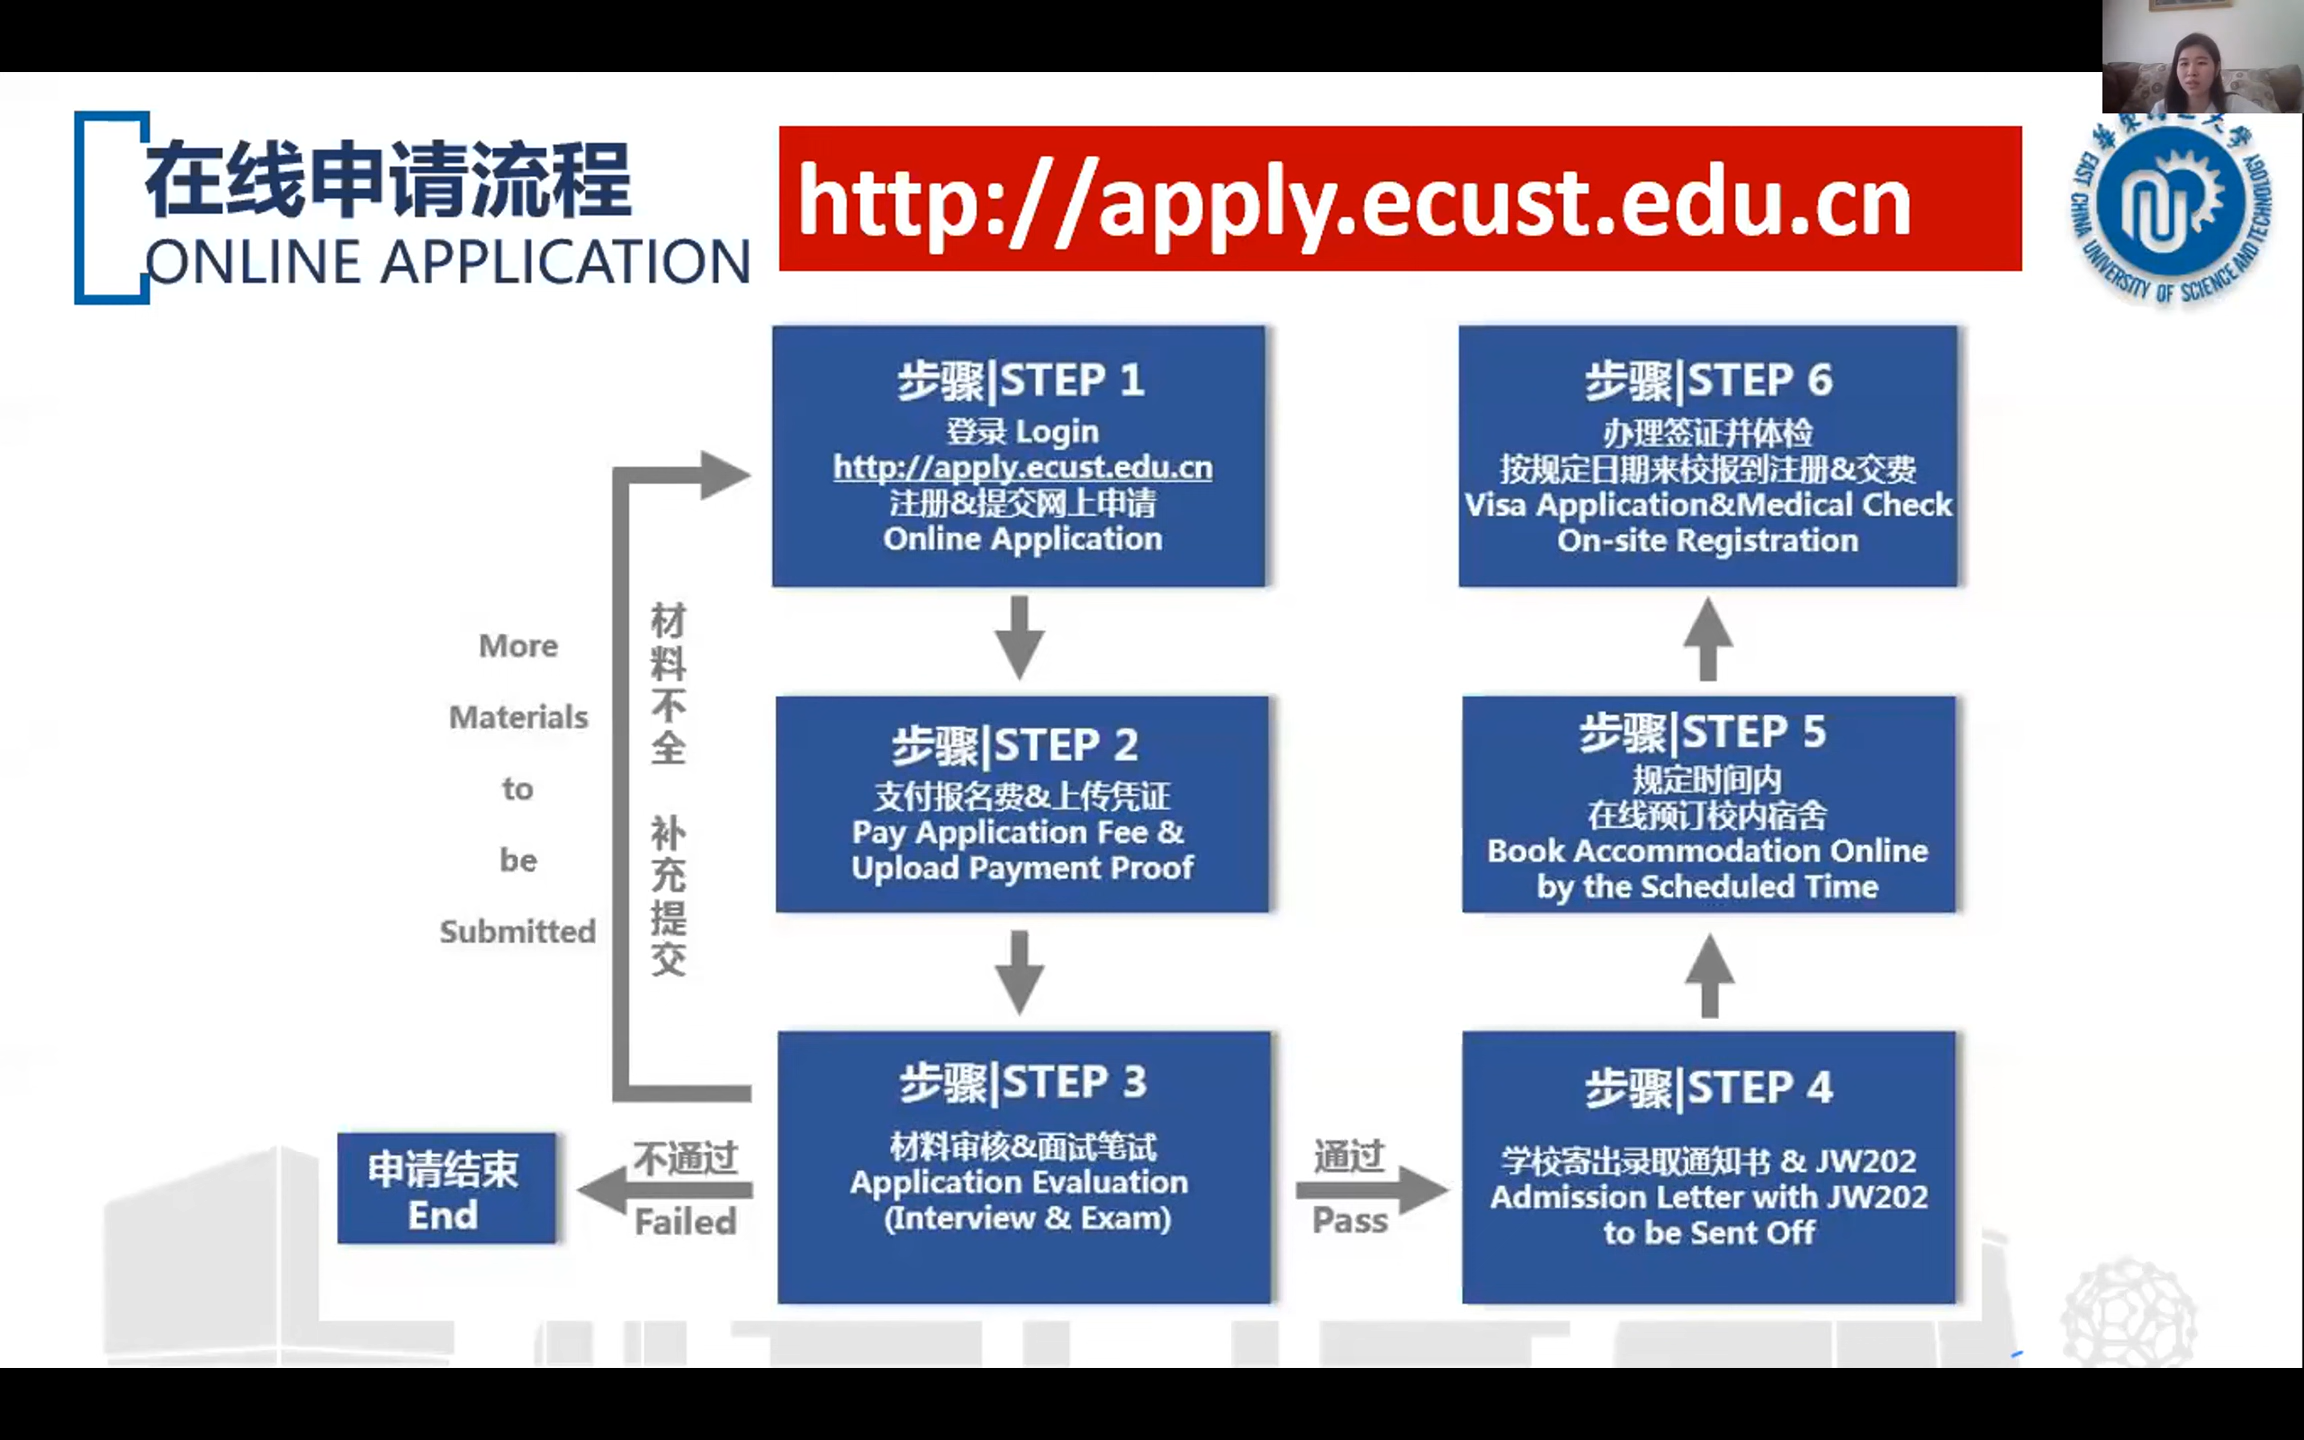 在线申请流程
ONLINE APPLICATION
http://apply.ecust.edu.cn
EAST CHINA UNIVERSITY OF SCIENCE AND TECHNOLOGY
步骤|STEP 1
登录 Login
http://apply.ecust.edu.cn
注册&提交网上申请
Online Application
步骤|STEP 2
支付报名费&上传凭证
Pay Application Fee &
Upload Payment Proof
步骤|STEP 3
材料审核&面试笔试
Application Evaluation
(Interview & Exam)
More
Materials
to
be
Submitted
材料不全 补充提交
不通过
Failed
申请结束
End
通过
Pass
步骤|STEP 4
学校寄出录取通知书 & JW202
Admission Letter with JW202
to be Sent Off
步骤|STEP 5
规定时间内
在线预订校内宿舍
Book Accommodation Online
by the Scheduled Time
步骤|STEP 6
办理签证并体检
按规定日期来校报到注册&交费
Visa Application&Medical Check
On-site Registration